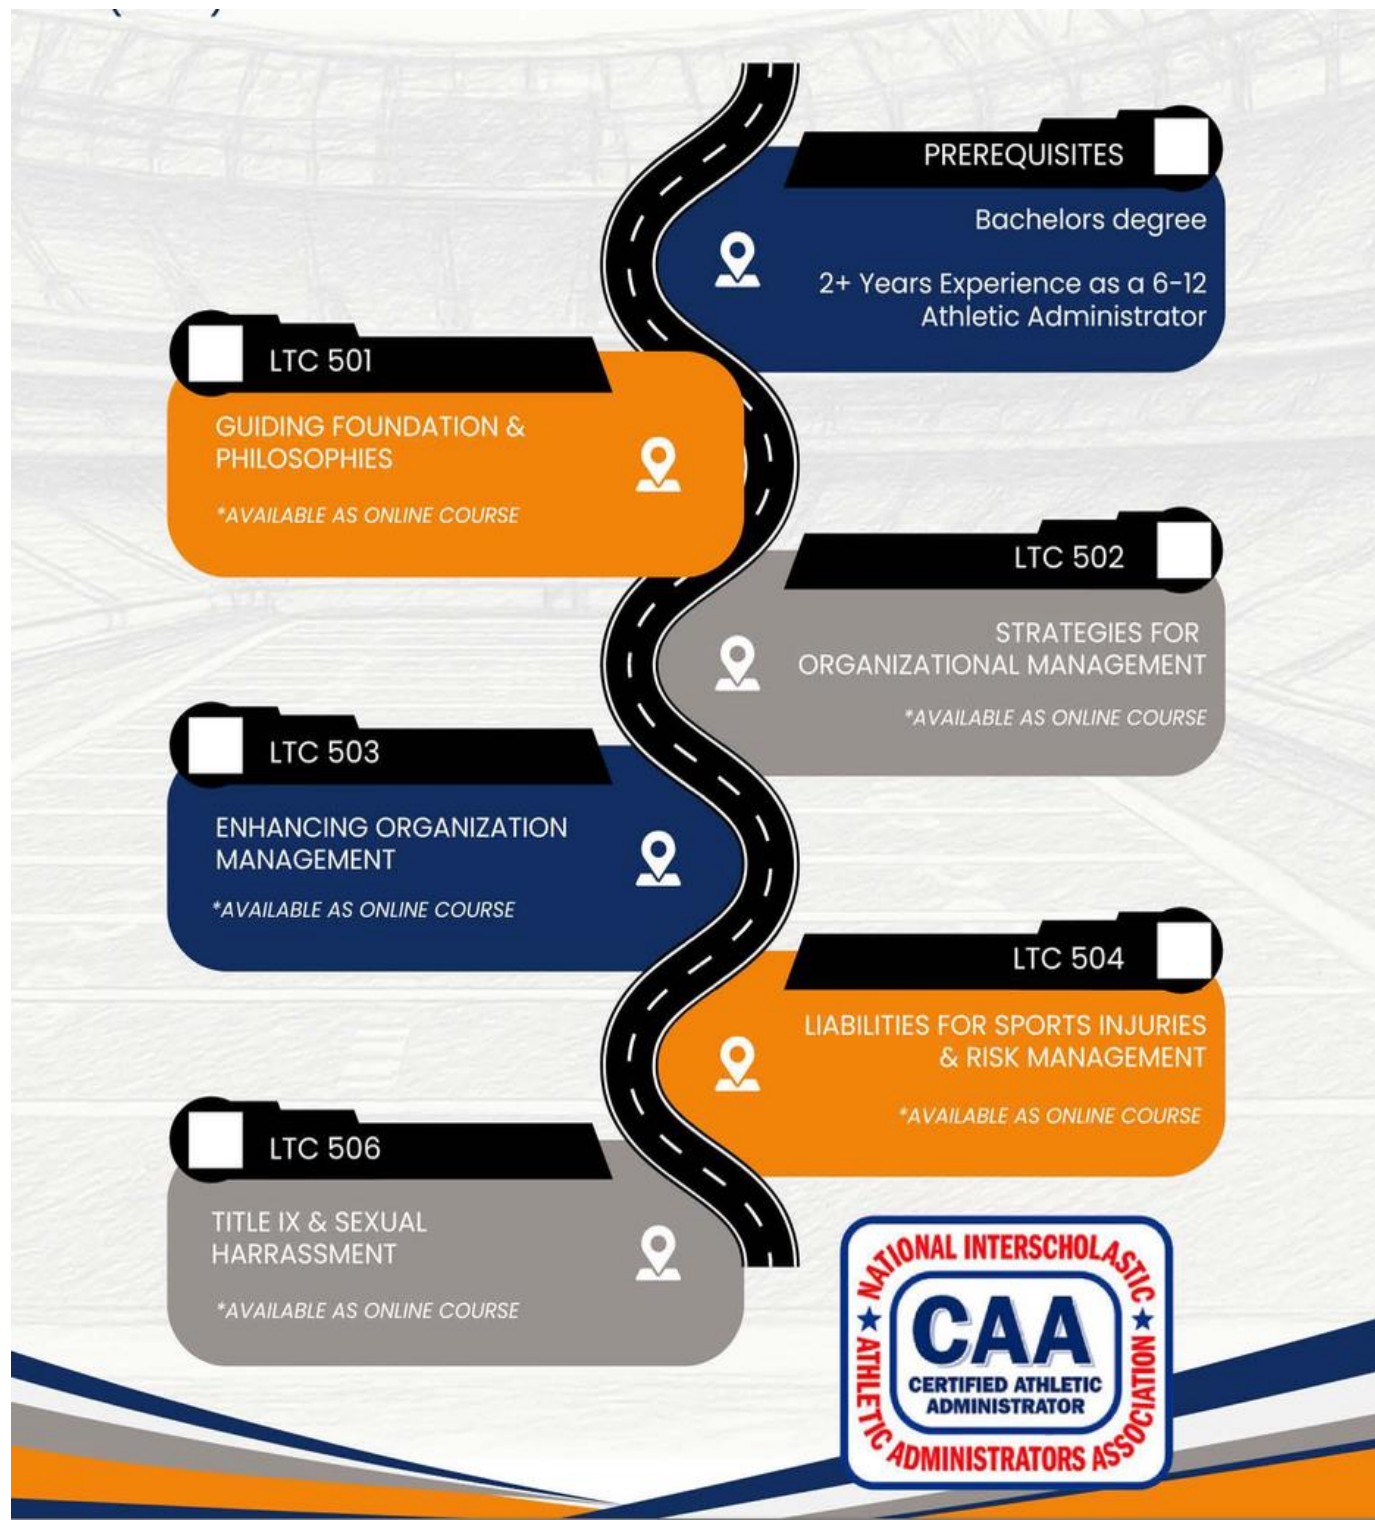 PREREQUISITES
Bachelors degree
2+ Years Experience as a 6-12
Athletic Administrator
LTC 501
GUIDING FOUNDATION &
PHILOSOPHIES
*AVAILABLE AS ONLINE COURSE
LTC 502
STRATEGIES FOR
ORGANIZATIONAL MANAGEMENT
*AVAILABLE AS ONLINE COURSE
LTC 503
ENHANCING ORGANIZATION
MANAGEMENT
*AVAILABLE AS ONLINE COURSE
LTC 504
LIABILITIES FOR SPORTS INJURIES
& RISK MANAGEMENT
*AVAILABLE AS ONLINE COURSE
LTC 506
TITLE IX & SEXUAL
HARRASSMENT
*AVAILABLE AS ONLINE COURSE
NATIONAL INTERSCHOLASTIC
CAA
CERTIFIED ATHLETIC
ADMINISTRATOR
ATHLETIC ADMINISTRATORS ASSOCIATION